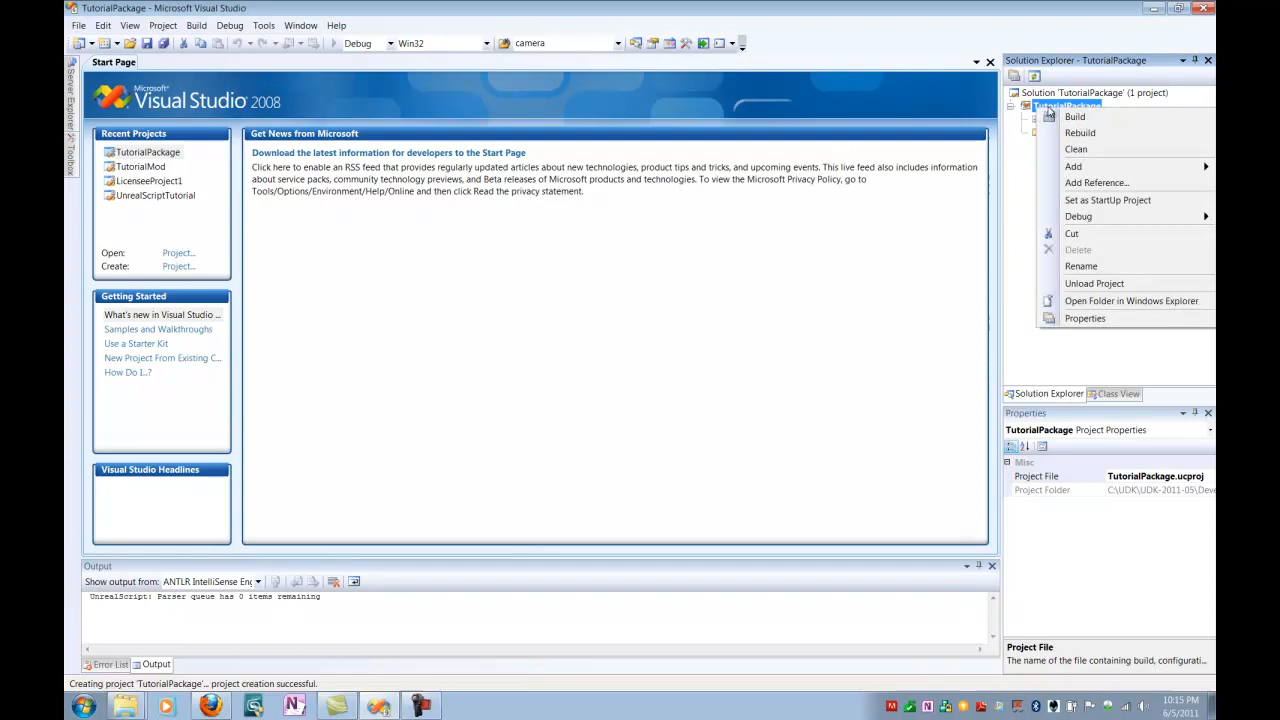 TutorialPackage - Microsoft Visual Studio
File Edit View Project Build Debug Tools Window Help
Debug Win32 camera
Server Explorer
Toolbox
Start Page
Microsoft
Visual Studio 2008
Recent Projects
TutorialPackage
TutorialMod
LicenseeProject1
UnrealScriptTutorial
Open: Project...
Create: Project...
Getting Started
What's new in Visual Studio ...
Samples and Walkthroughs
Use a Starter Kit
New Project From Existing C...
How Do I..?
Visual Studio Headlines
Get News from Microsoft
Download the latest information for developers to the Start Page
Click here to enable an RSS feed that provides regularly updated articles about new technologies, product tips and tricks, and upcoming events. This live feed also includes information
about service packs, community technology previews, and Beta releases of Microsoft products and technologies. To view the Microsoft Privacy Policy, go to
Tools/Options/Environment/Help/Online and then click Read the privacy statement.
Solution Explorer - TutorialPackage
Solution 'TutorialPackage' (1 project)
TutorialPackage
Build
Rebuild
Clean
Add
Add Reference...
Set as StartUp Project
Debug
Cut
Delete
Rename
Unload Project
Open Folder in Windows Explorer
Properties
Solution Explorer Class View
Properties
TutorialPackage Project Properties
Misc
Project File TutorialPackage.ucproj
Project Folder C:\UDK\UDK-2011-05\Deve
Project File
The name of the file containing build, configurati...
Output
Show output from: ANTLR IntelliSense Eng
UnrealScript: Parser queue has 0 items remaining
Error List Output
Creating project 'TutorialPackage'... project creation successful.
10:15 PM
6/5/2011